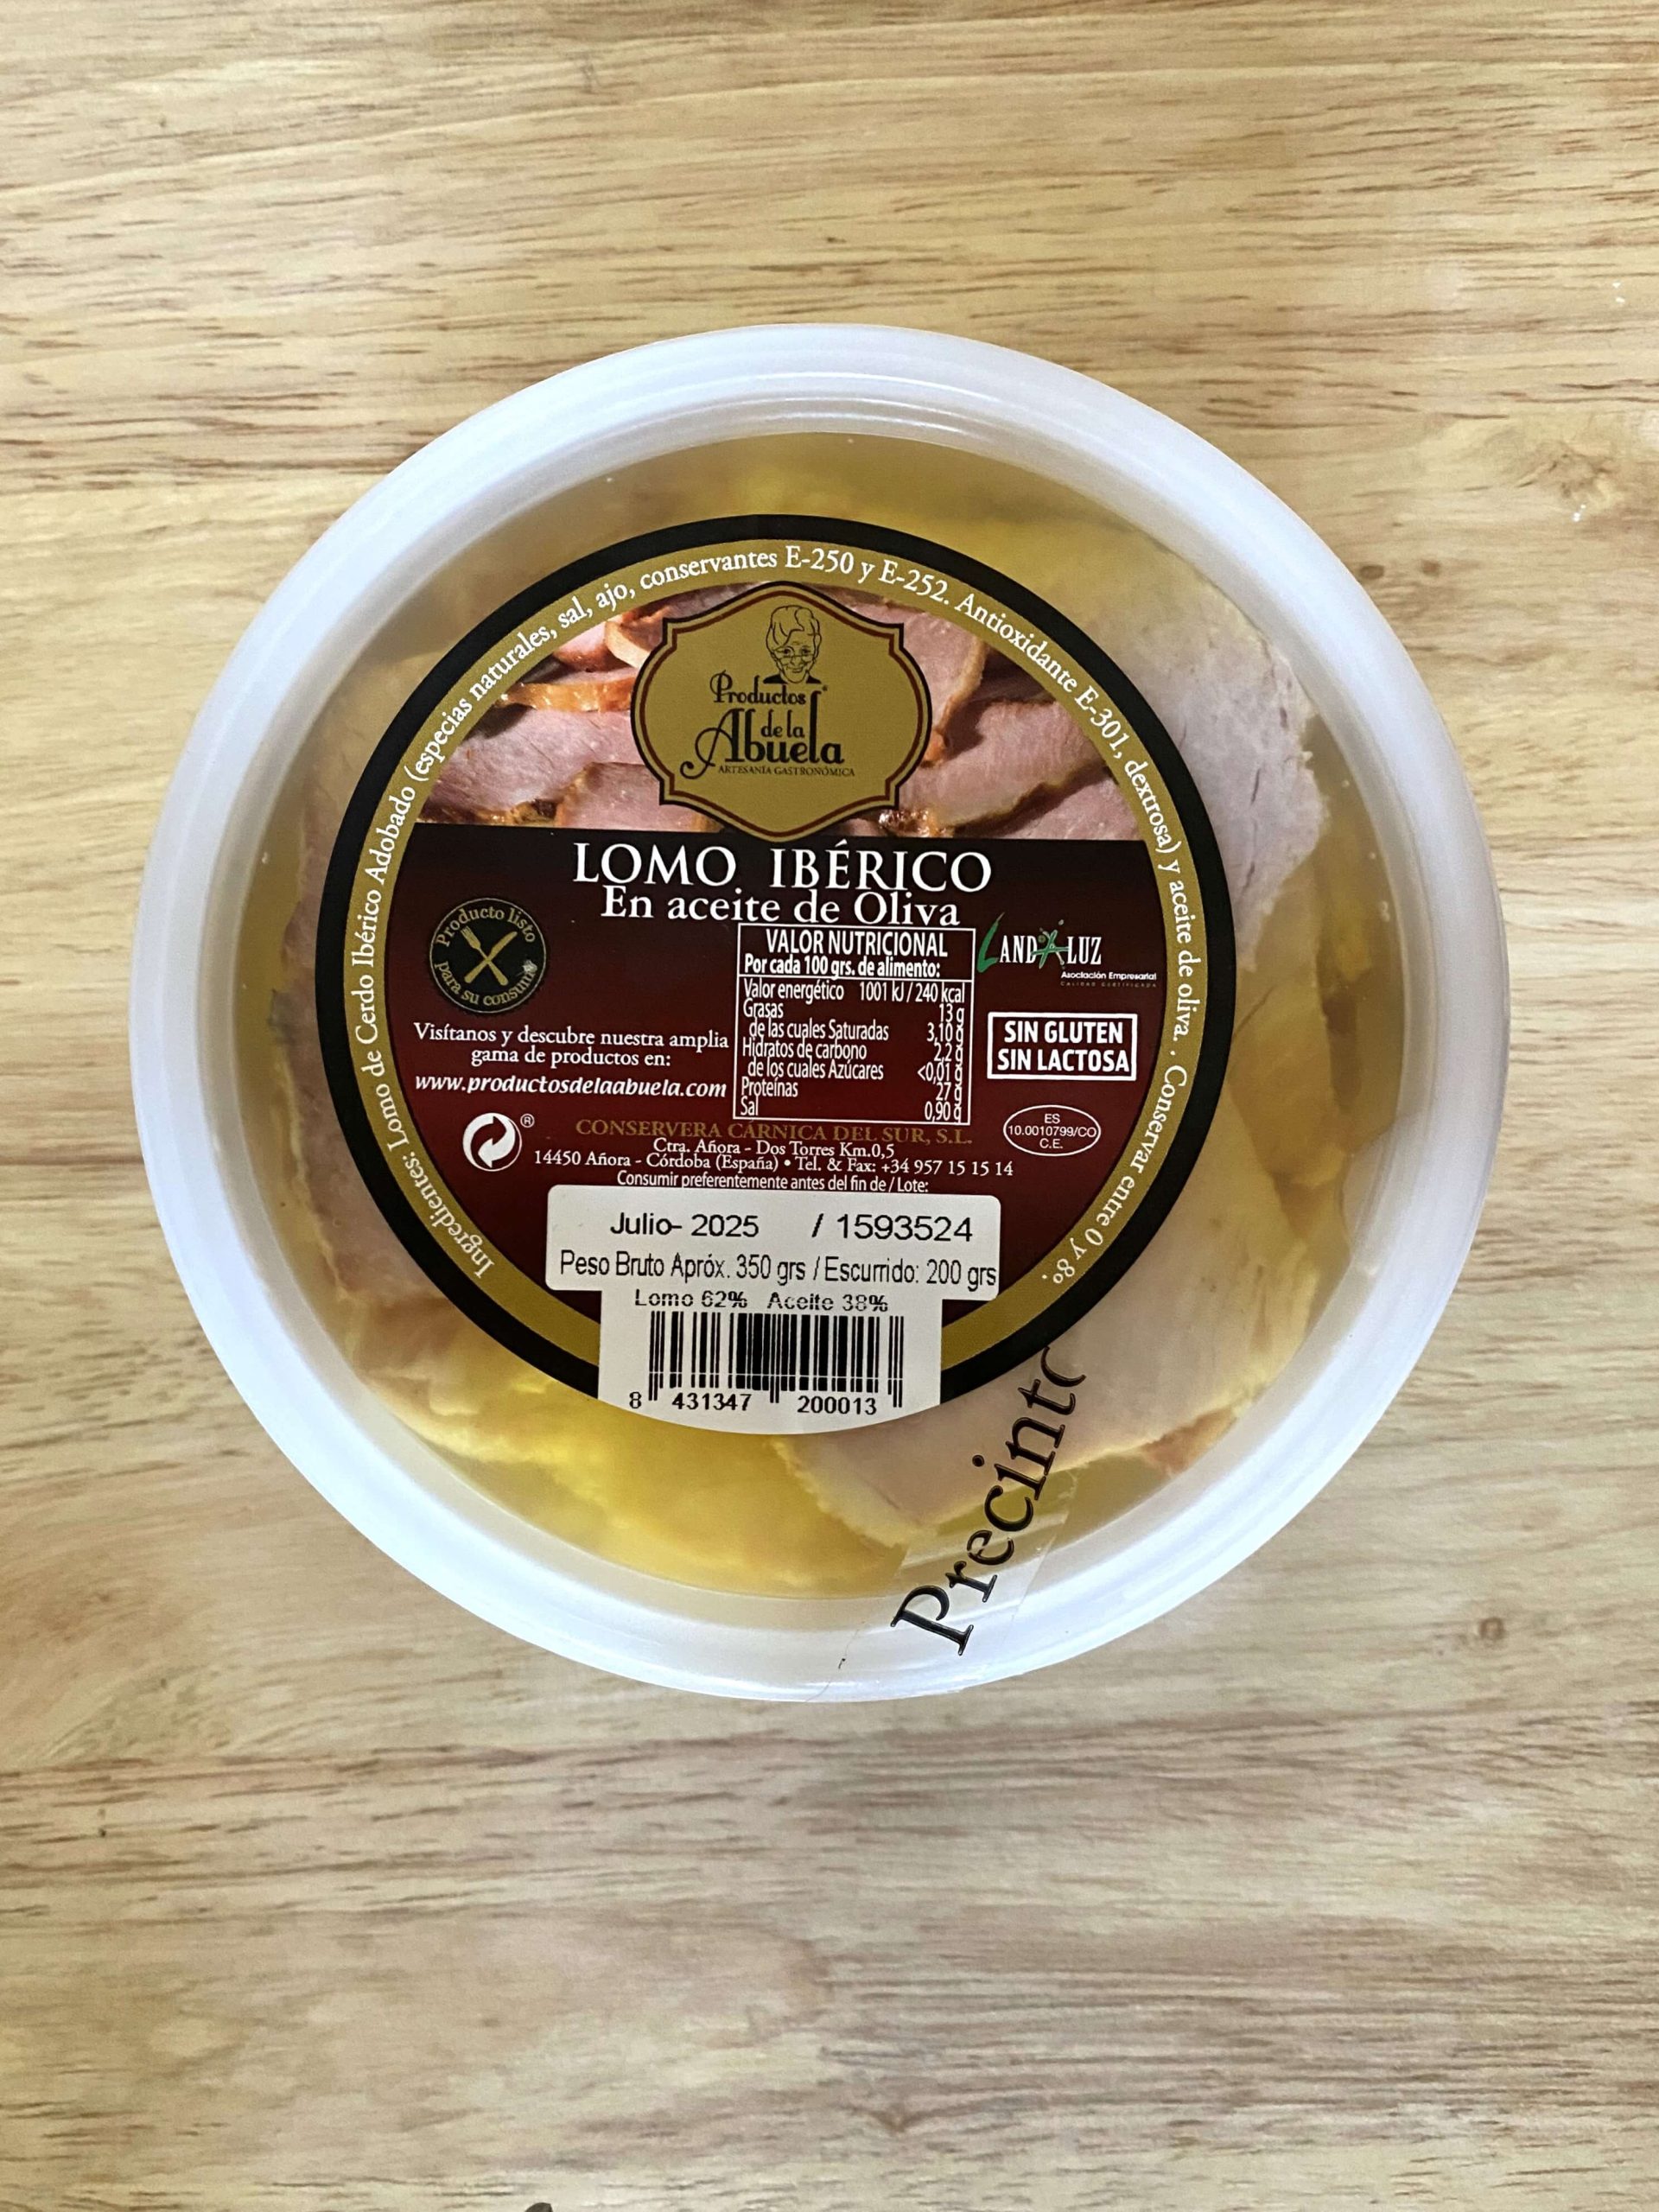 Ingredientes: Lomo de Cerdo Ibérico Adobado (especias naturales, sal, ajo, conservantes E-250 y E-252. Antioxidante E-301, dextrosa) y aceite de oliva. . Conservar entre 0 y 8º.
Productos
de la
Abuela
ARTESANÍA GASTRONÓMICA
LOMO IBÉRICO
En aceite de Oliva
Producto listo
para su consumo
VALOR NUTRICIONAL
Por cada 100 grs. de alimento:
Valor energético 1001 kJ / 240 kcal
Grasas 13 g
de las cuales Saturadas 3,10 g
Hidratos de carbono 2,2 g
de los cuales Azúcares <0,01 g
Proteínas 27 g
Sal 0,90 g
LANDALUZ
Asociación Empresarial
CALIDAD CERTIFICADA
SIN GLUTEN
SIN LACTOSA
Visítanos y descubre nuestra amplia
gama de productos en:
www.productosdelaabuela.com
®
ES
10.0010799/CO
C.E.
CONSERVERA CÁRNICA DEL SUR, S.L.
Ctra. Añora - Dos Torres Km.0,5
14450 Añora - Córdoba (España) • Tel. & Fax: +34 957 15 15 14
Consumir preferentemente antes del fin de / Lote:
Julio- 2025 / 1593524
Peso Bruto Apróx. 350 grs / Escurrido: 200 grs
Lomo 62% Aceite 38%
8 431347 200013
Precinto